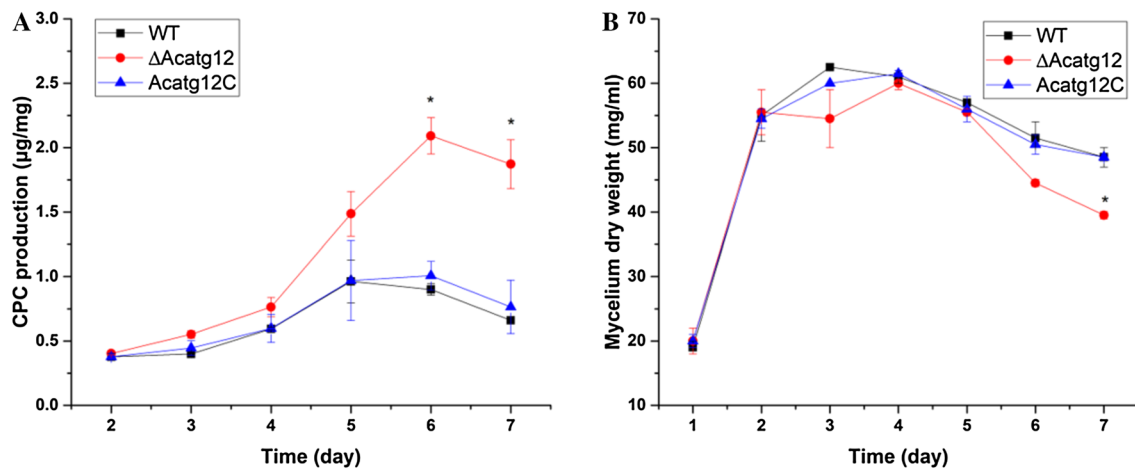 A
WT
ΔAcatg12
Acatg12C
CPC production (μg/mg)
3.0
2.5
2.0
1.5
1.0
0.5
0.0
*
*
2 3 4 5 6 7
Time (day)
B
WT
ΔAcatg12
Acatg12C
Mycelium dry weight (mg/ml)
70
60
50
40
30
20
10
*
1 2 3 4 5 6 7
Time (day)